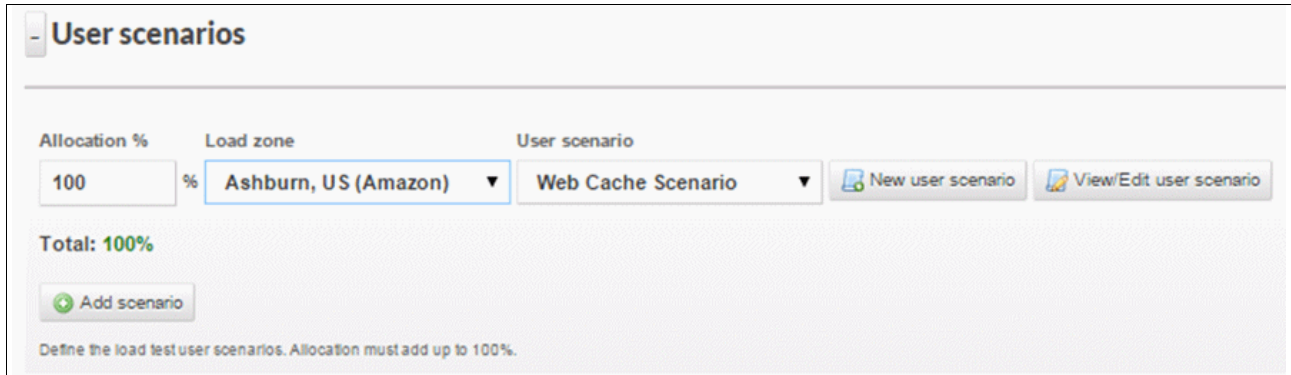 - User scenarios
Allocation % Load zone User scenario
100 % Ashburn, US (Amazon) ▼ Web Cache Scenario ▼ New user scenario View/Edit user scenario
Total: 100%
Add scenario
Define the load test user scenarios. Allocation must add up to 100%.